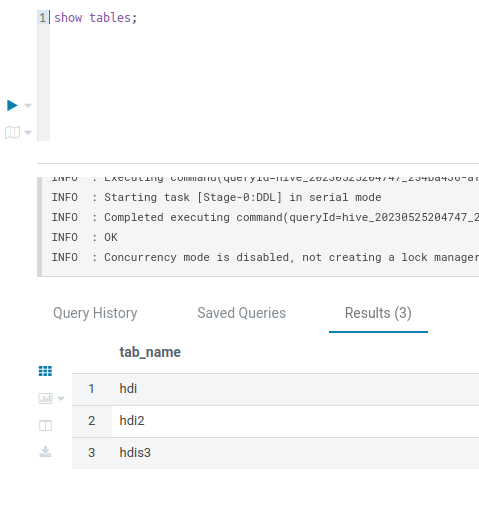 1 show tables;
INFO : Executing command(queryId=hive_20230525204747_254ba436-a1
INFO : Starting task [Stage-0:DDL] in serial mode
INFO : Completed executing command(queryId=hive_20230525204747_2
INFO : OK
INFO : Concurrency mode is disabled, not creating a lock manager
Query History Saved Queries Results (3)
tab_name
1 hdi
2 hdi2
3 hdis3